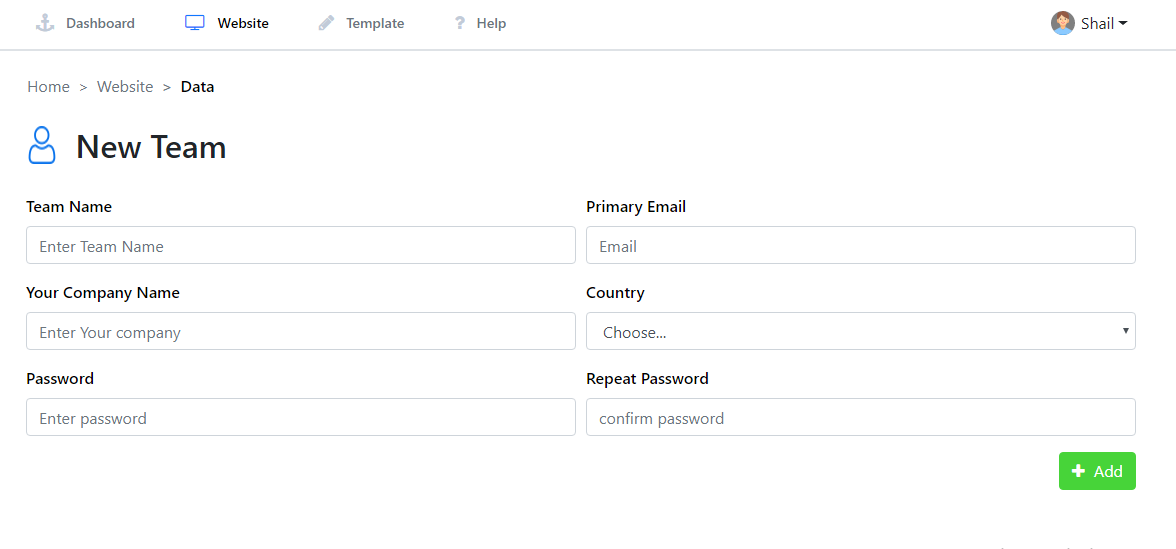 Dashboard Website Template ? Help Shail
Home > Website > Data
New Team
Team Name Primary Email
Enter Team Name Email
Your Company Name Country
Enter Your company Choose...
Password Repeat Password
Enter password confirm password
+ Add